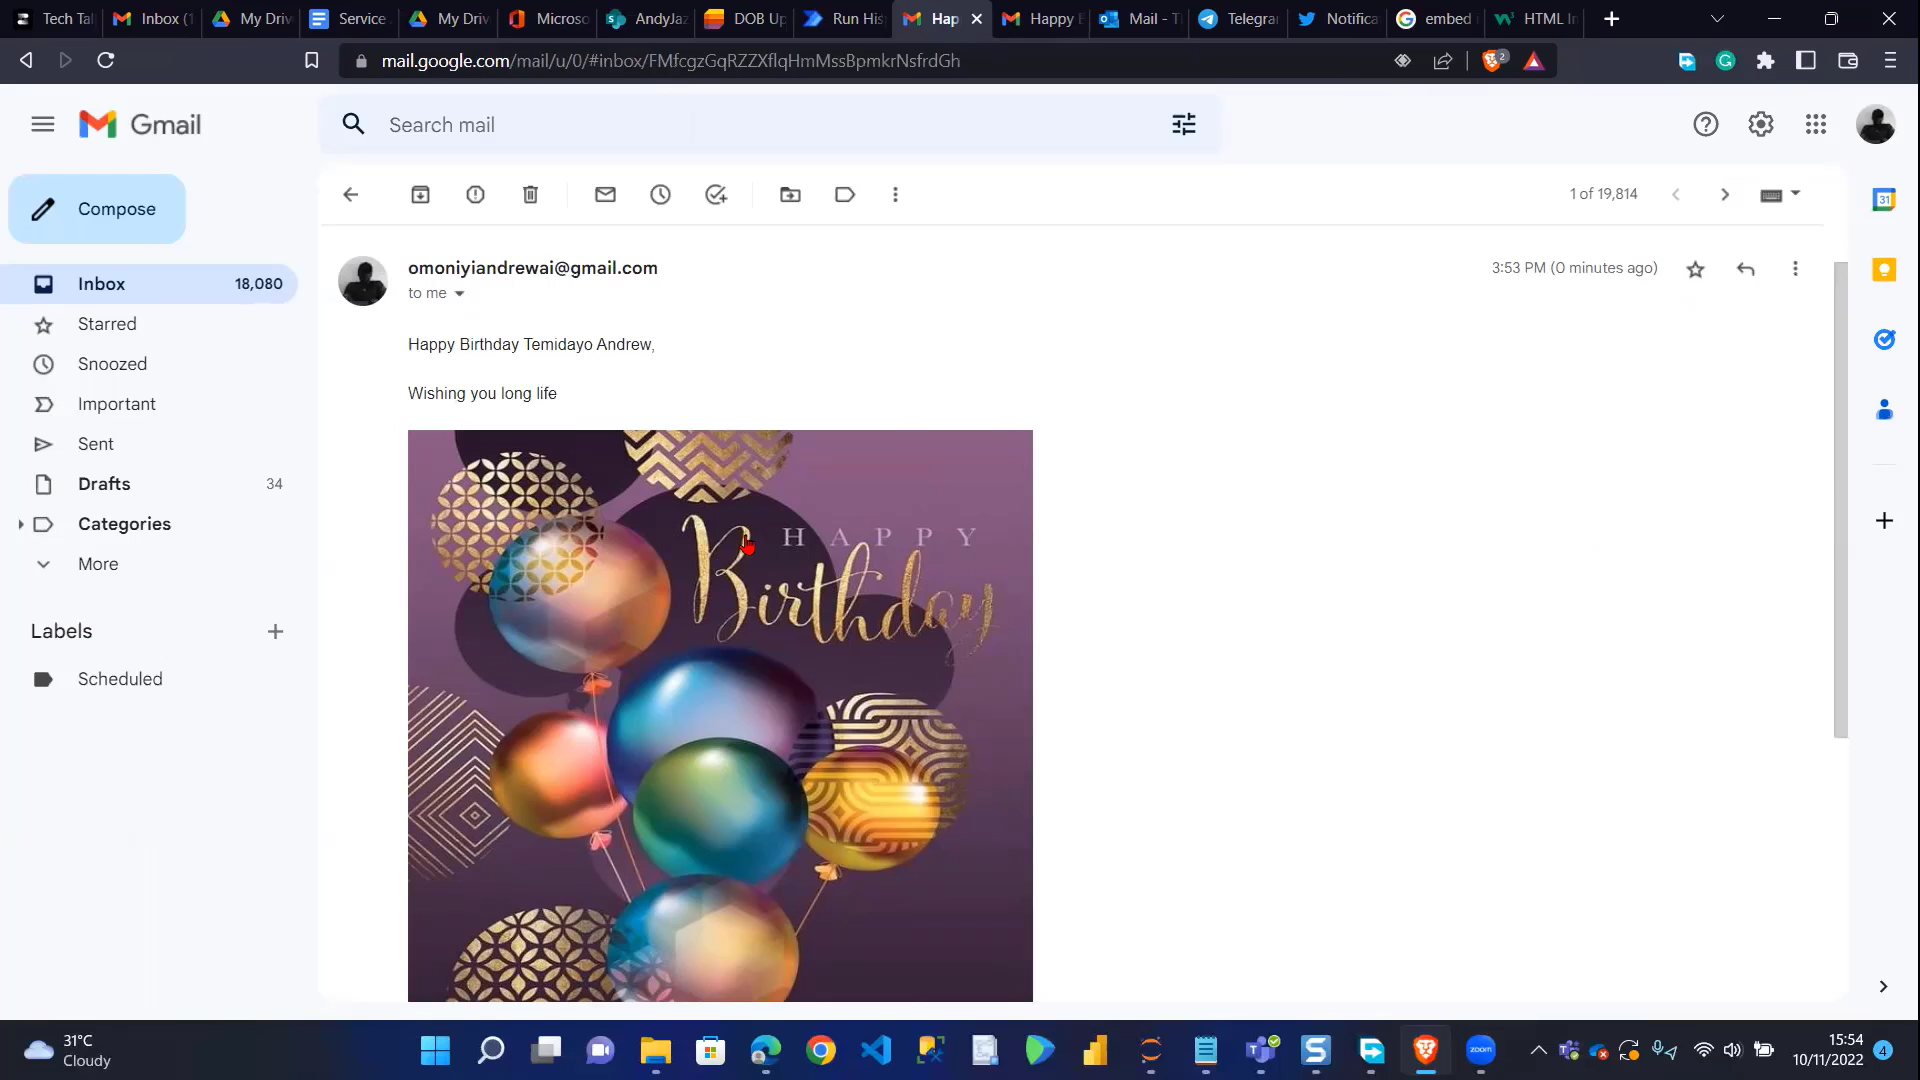 Tech Tal
Inbox (1
My Driv
Service
My Driv
Microso
AndyJaz
DOB Up
Run His
Hap
Happy B
Mail - T
Telegra
Notifica
embed
HTML In
mail.google.com/mail/u/0/#inbox/FMfcgzGqRZZXflqHmMssBpmkrNsfrdGh
2
Gmail
Search mail
Compose
1 of 19,814
31
Inbox 18,080
Starred
Snoozed
Important
Sent
Drafts 34
Categories
More
Labels
Scheduled
omoniyiandrewai@gmail.com
3:53 PM (0 minutes ago)
to me
Happy Birthday Temidayo Andrew,
Wishing you long life
HAPPY
Birthday
31°C
Cloudy
zoom
15:54
10/11/2022
4